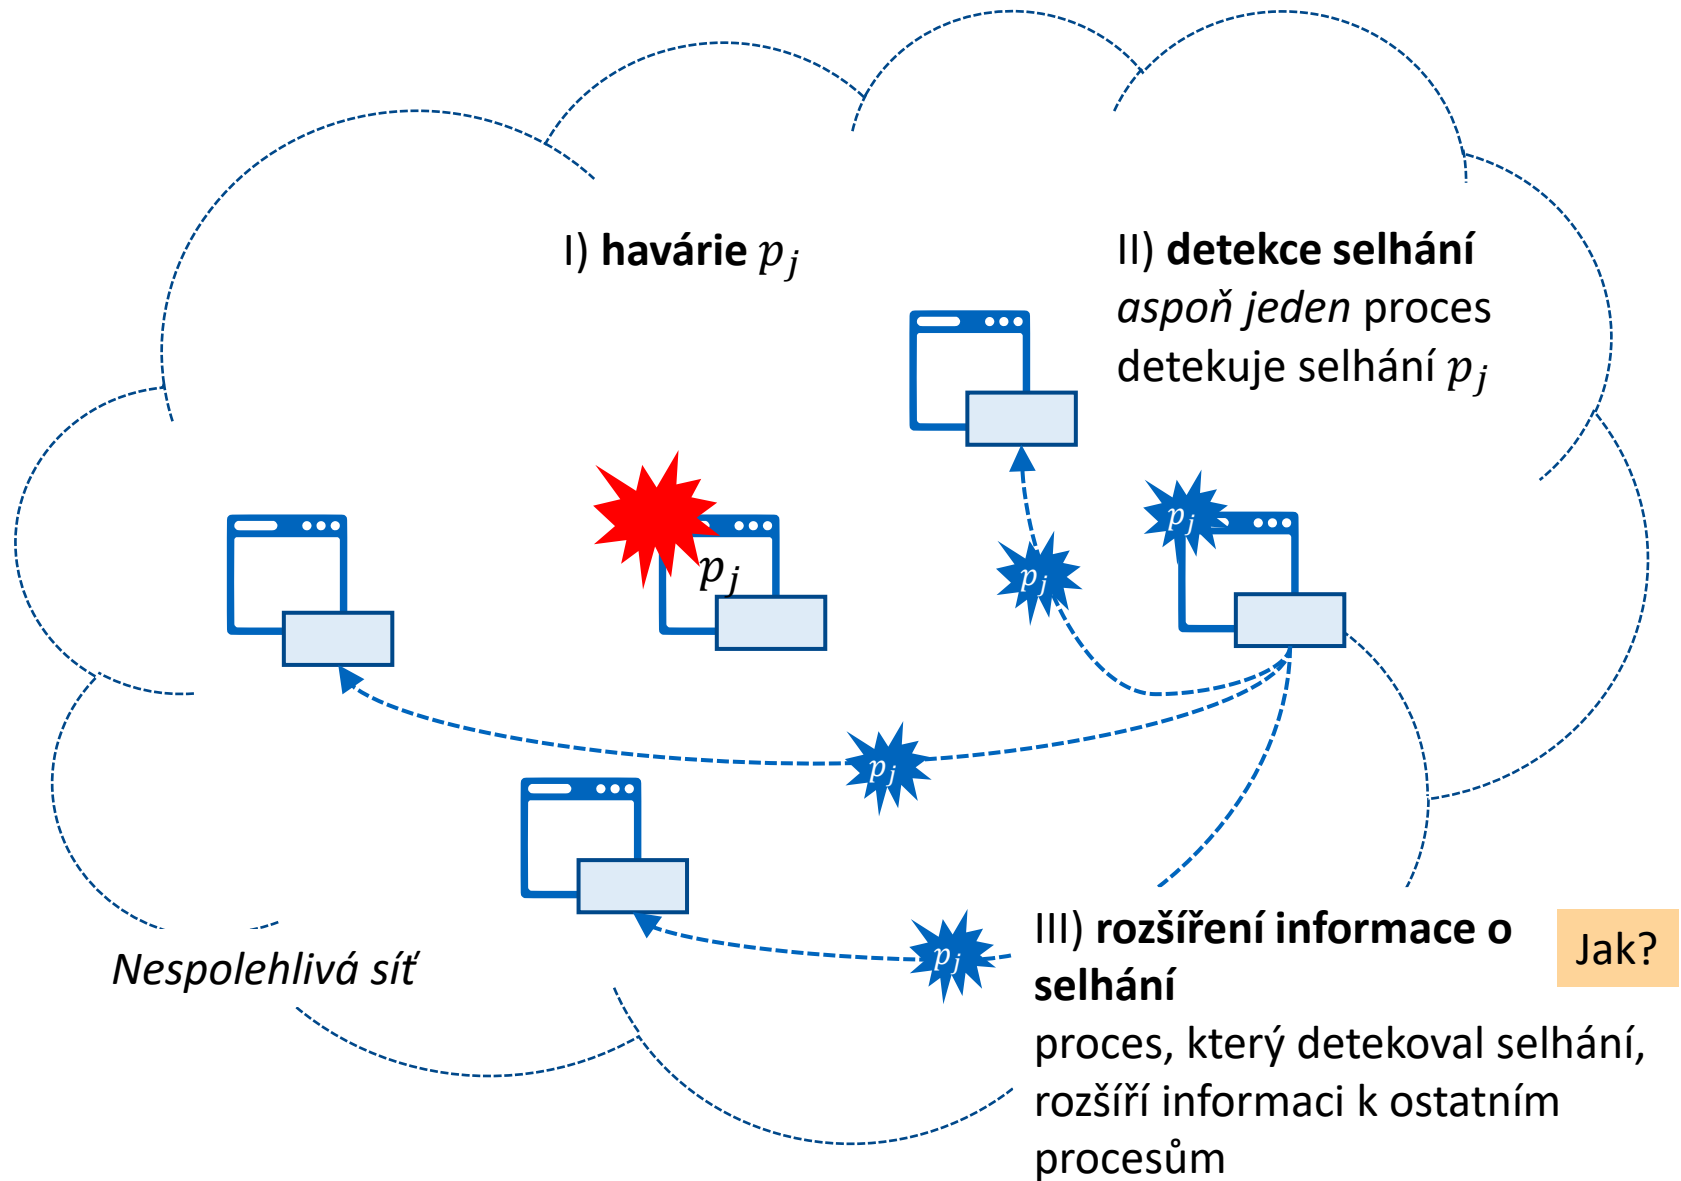 I) havárie p_j
II) detekce selhání
aspoň jeden proces
detekuje selhání p_j
p_j
p_j
p_j
p_j
p_j
III) rozšíření informace o
selhání
Jak?
proces, který detekoval selhání,
rozšíří informaci k ostatním
procesům
Nespolehlivá síť